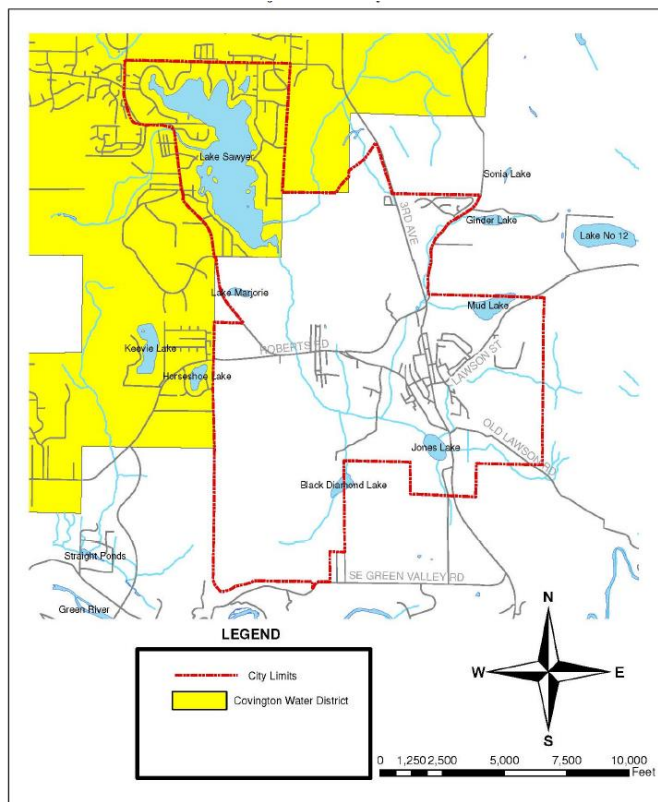 Lake Sawyer
Sonia Lake
3RD AVE
Ginder Lake
Lake No 12
Lake Marjorie
Mud Lake
Keevie Lake
ROBERTS RD
Horseshoe Lake
LAWSON ST
OLD LAWSON RD
Jones Lake
Black Diamond Lake
Straight Ponds
SE GREEN VALLEY RD
Green River
LEGEND
City Limits
Covington Water District
N
W E
S
0 1,250 2,500 5,000 7,500 10,000
Feet